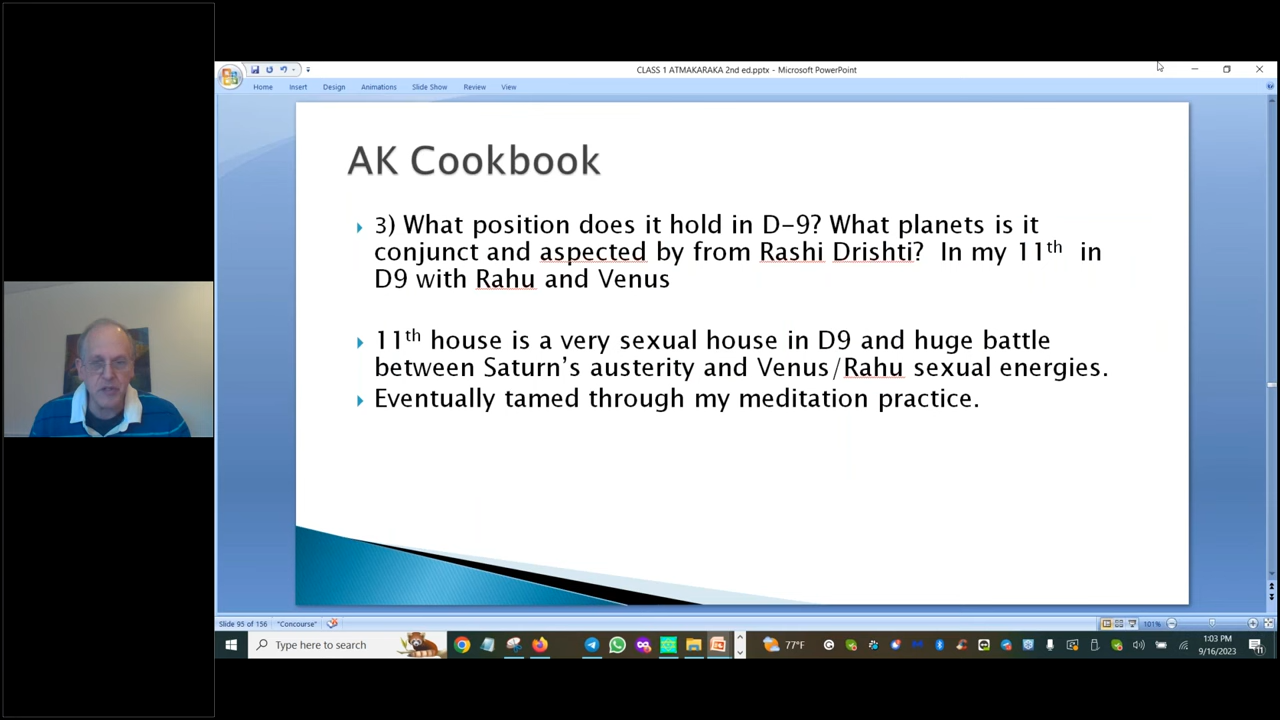 CLASS 1 ATMAKARAKA 2nd ed.pptx - Microsoft PowerPoint
Home Insert Design Animations Slide Show Review View
AK Cookbook
3) What position does it hold in D-9? What planets is it
conjunct and aspected by from Rashi Drishti? In my 11th in
D9 with Rahu and Venus
11th house is a very sexual house in D9 and huge battle
between Saturn's austerity and Venus/Rahu sexual energies.
Eventually tamed through my meditation practice.
Slide 95 of 156 "Concourse" 101%
Type here to search 77°F 1:03 PM
9/16/2023